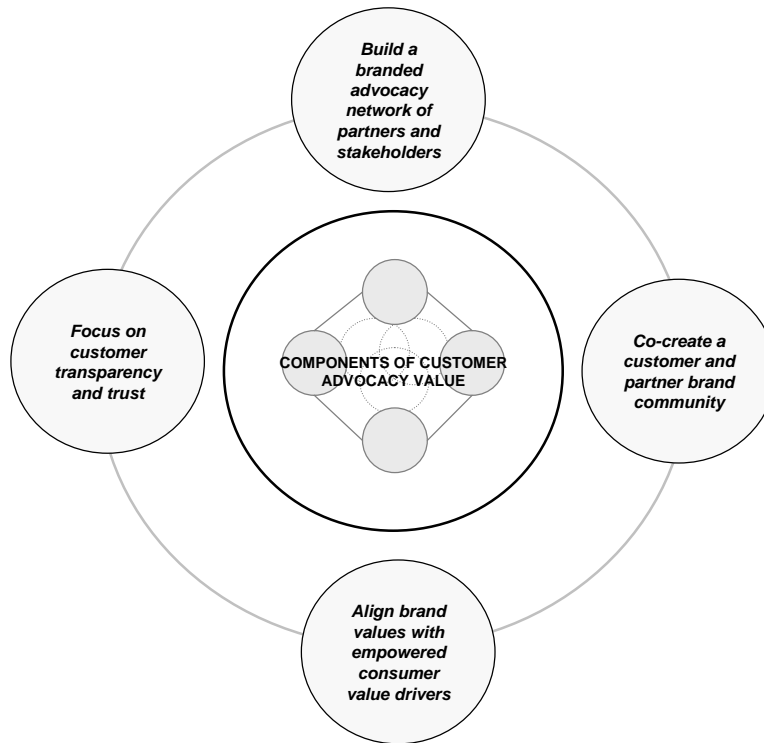 Build a
branded
advocacy
network of
partners and
stakeholders
Focus on
customer
transparency
and trust
COMPONENTS OF CUSTOMER
ADVOCACY VALUE
Co-create a
customer and
partner brand
community
Align brand
values with
empowered
consumer
value drivers